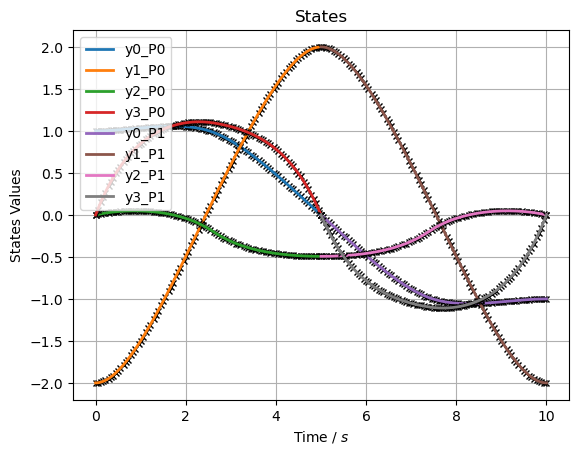 States
y0_P0
y1_P0
y2_P0
y3_P0
y0_P1
y1_P1
y2_P1
y3_P1
States Values
2.0
1.5
1.0
0.5
0.0
−0.5
−1.0
−1.5
−2.0
0 2 4 6 8 10
Time / s